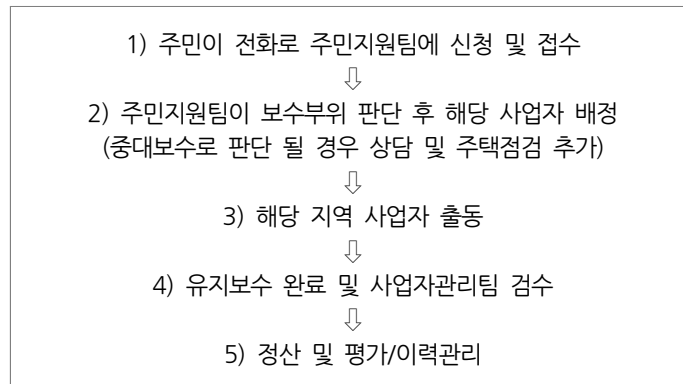 1) 주민이 전화로 주민지원팀에 신청 및 접수
⇩
2) 주민지원팀이 보수부위 판단 후 해당 사업자 배정
(중대보수로 판단 될 경우 상담 및 주택점검 추가)
⇩
3) 해당 지역 사업자 출동
⇩
4) 유지보수 완료 및 사업자관리팀 검수
⇩
5) 정산 및 평가/이력관리